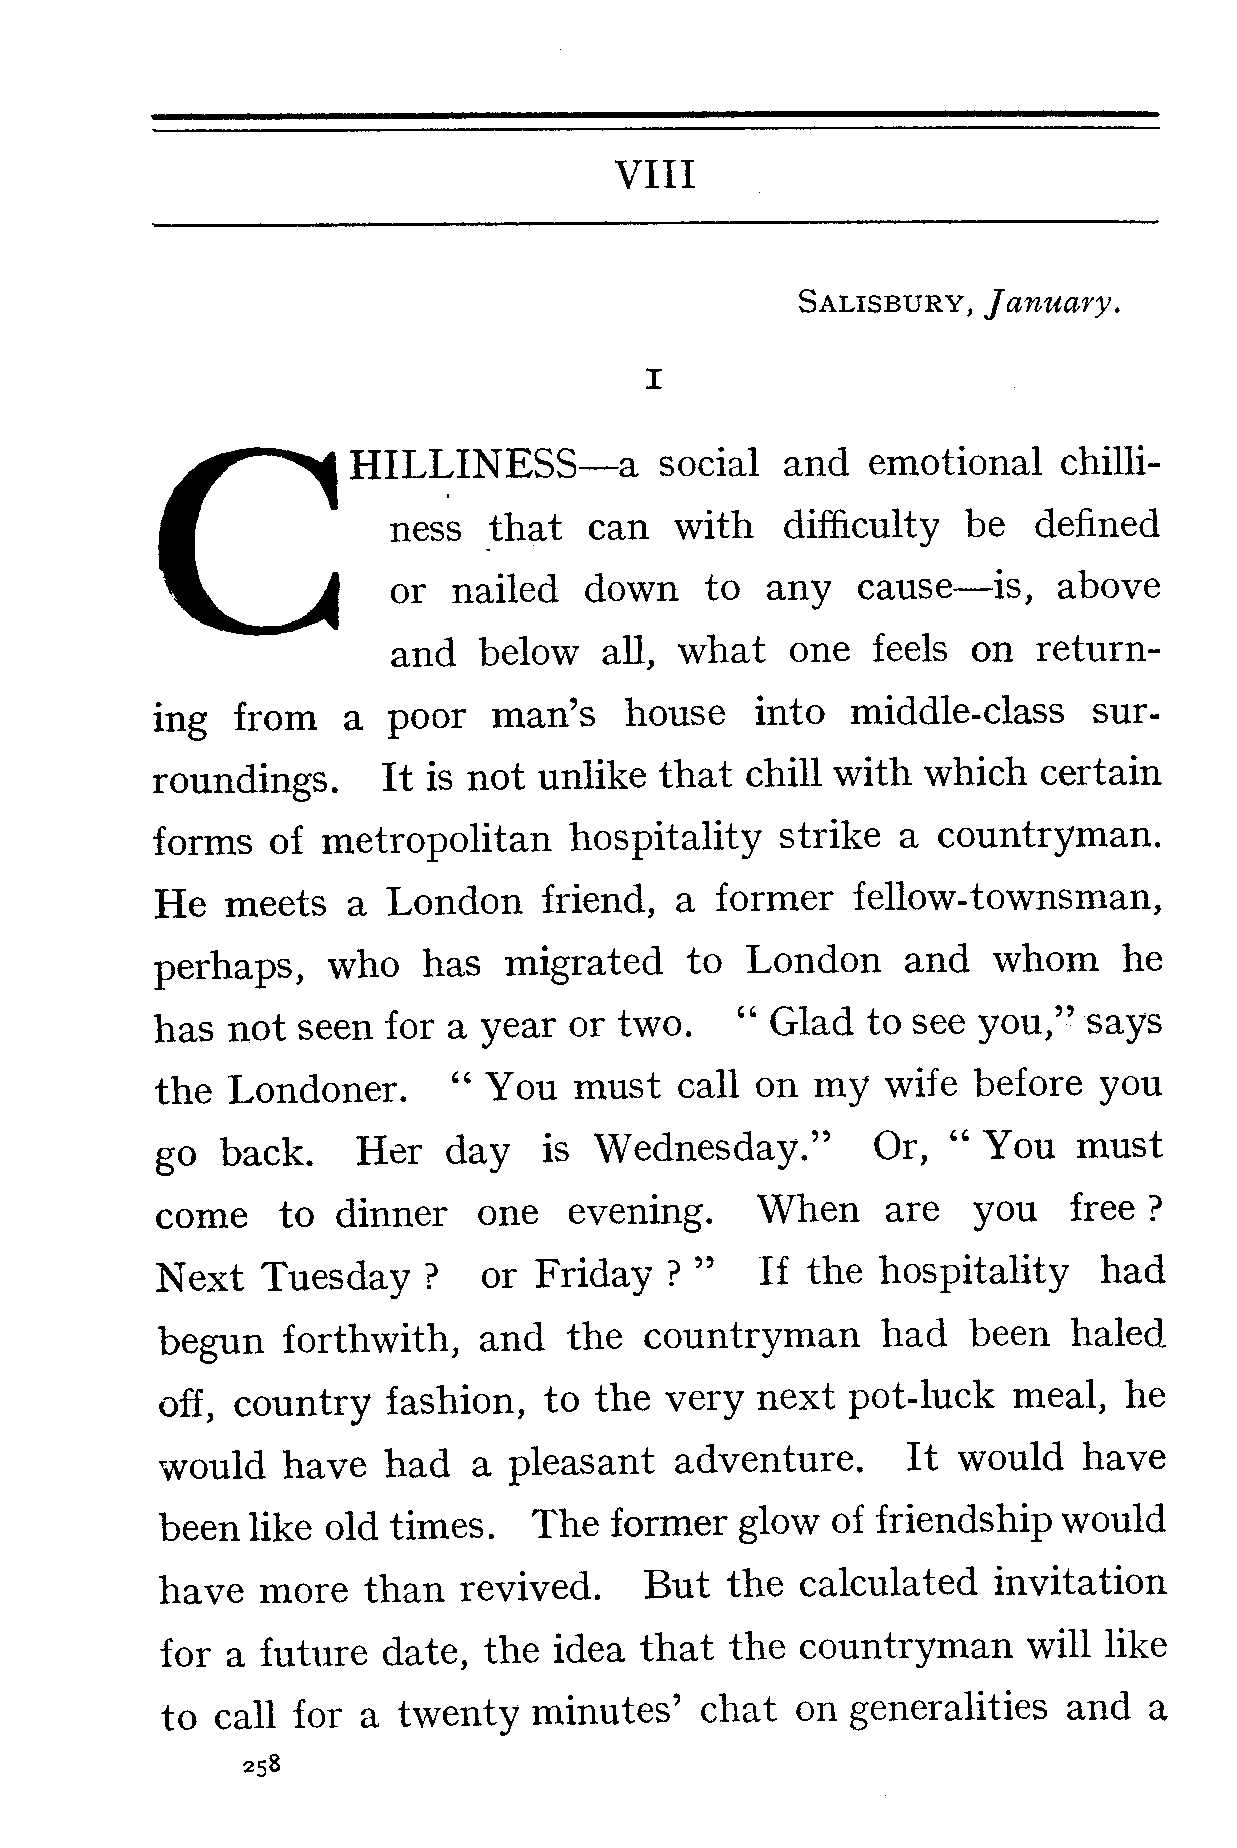 VIII
SALISBURY, January.
I
CHILLINESS—a social and emotional chilli-
ness that can with difficulty be defined
or nailed down to any cause—is, above
and below all, what one feels on return-
ing from a poor man's house into middle-class sur-
roundings. It is not unlike that chill with which certain
forms of metropolitan hospitality strike a countryman.
He meets a London friend, a former fellow-townsman,
perhaps, who has migrated to London and whom he
has not seen for a year or two. “ Glad to see you,” says
the Londoner. “ You must call on my wife before you
go back. Her day is Wednesday.” Or, “ You must
come to dinner one evening. When are you free ?
Next Tuesday ? or Friday ? ” If the hospitality had
begun forthwith, and the countryman had been haled
off, country fashion, to the very next pot-luck meal, he
would have had a pleasant adventure. It would have
been like old times. The former glow of friendship would
have more than revived. But the calculated invitation
for a future date, the idea that the countryman will like
to call for a twenty minutes’ chat on generalities and a
258